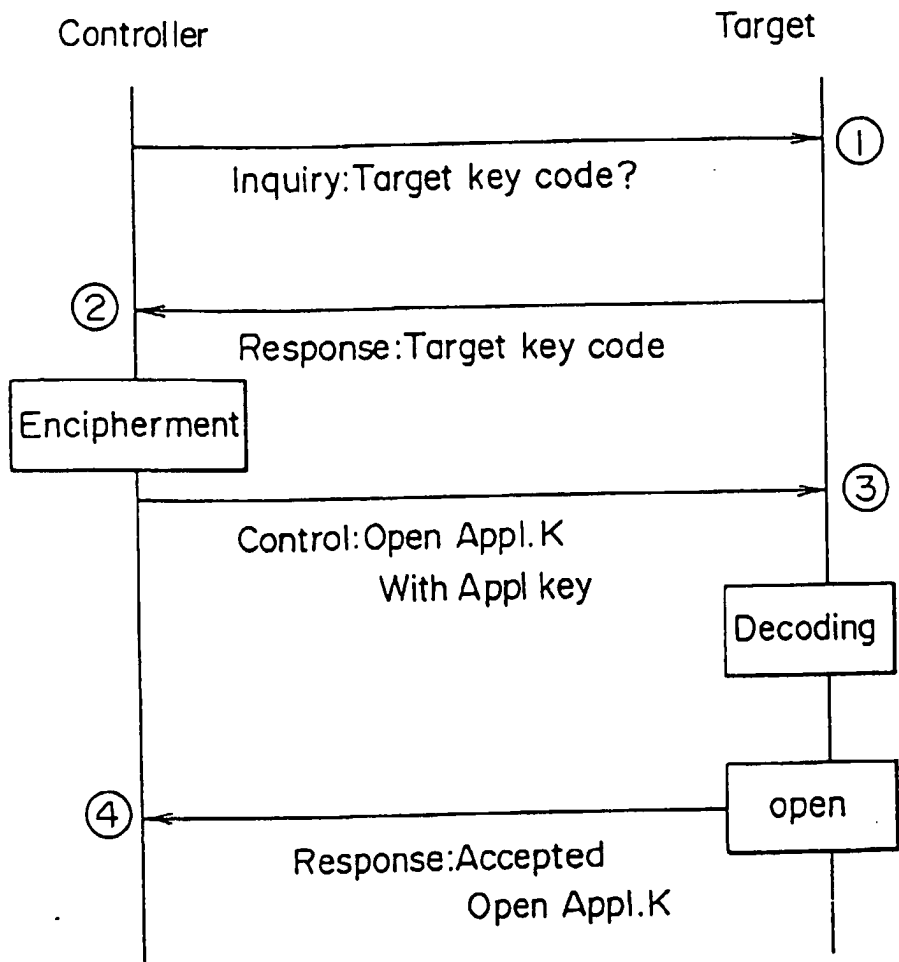 Controller
Target
①
Inquiry:Target key code?
②
Response:Target key code
Encipherment
③
Control:Open Appl.K
With Appl key
Decoding
open
④
Response:Accepted
Open Appl.K